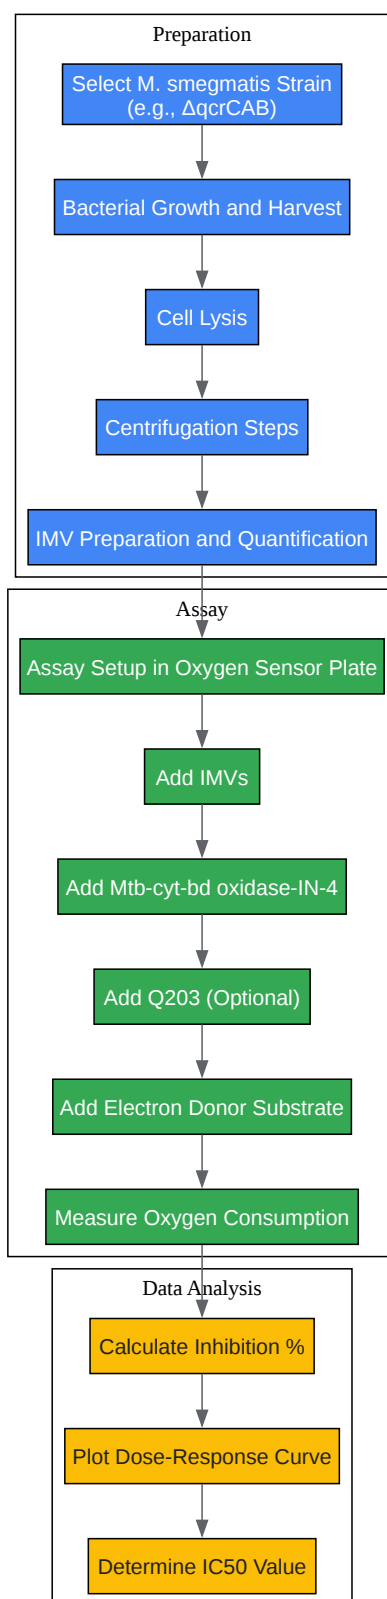 Preparation
Select M. smegmatis Strain
(e.g., ΔqcrCAB)
Bacterial Growth and Harvest
Cell Lysis
Centrifugation Steps
IMV Preparation and Quantification
Assay
Assay Setup in Oxygen Sensor Plate
Add IMVs
Add Mtb-cyt-bd oxidase-IN-4
Add Q203 (Optional)
Add Electron Donor Substrate
Measure Oxygen Consumption
Data Analysis
Calculate Inhibition %
Plot Dose-Response Curve
Determine IC50 Value